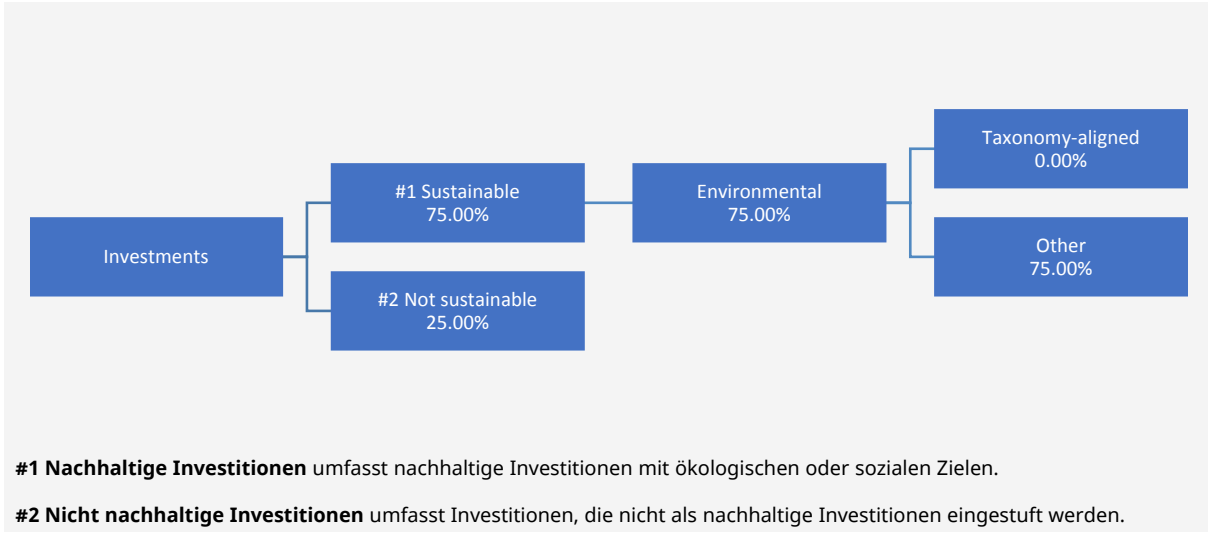 Investments
#1 Sustainable
75.00%
#2 Not sustainable
25.00%
Environmental
75.00%
Taxonomy-aligned
0.00%
Other
75.00%
#1 Nachhaltige Investitionen umfasst nachhaltige Investitionen mit ökologischen oder sozialen Zielen.
#2 Nicht nachhaltige Investitionen umfasst Investitionen, die nicht als nachhaltige Investitionen eingestuft werden.